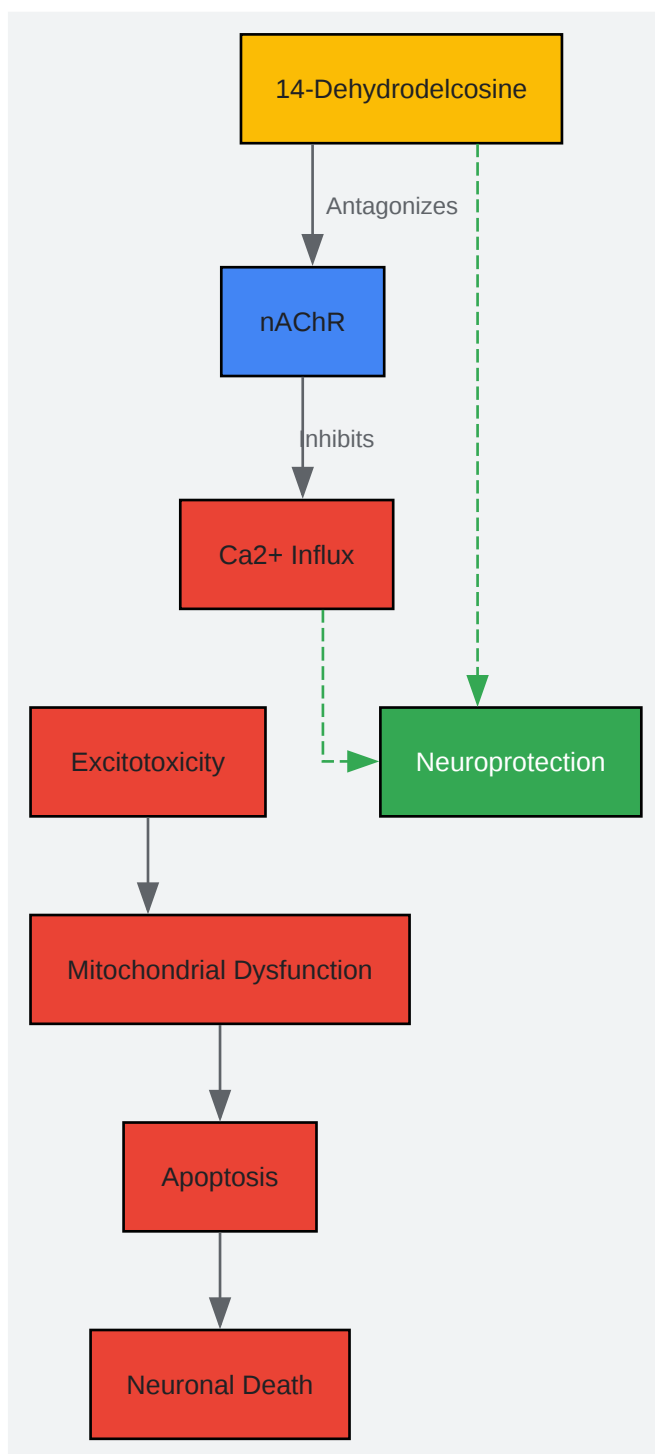 14-Dehydrodelcosine
Antagonizes
nAChR
Inhibits
Ca2+ Influx
Excitotoxicity
Neuroprotection
Mitochondrial Dysfunction
Apoptosis
Neuronal Death